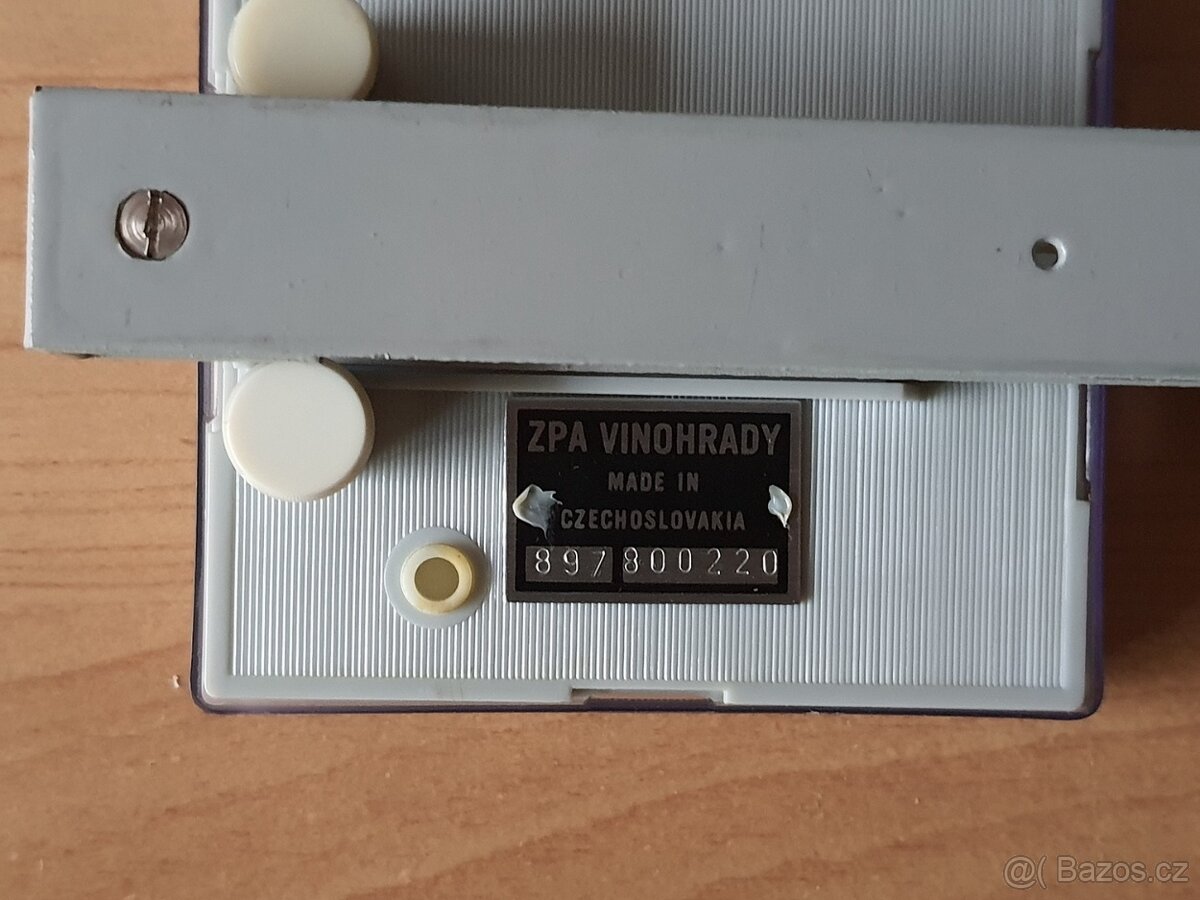 ZPA VINOHRADY
MADE IN
CZECHOSLOVAKIA
897 800220
@( Bazos.cz